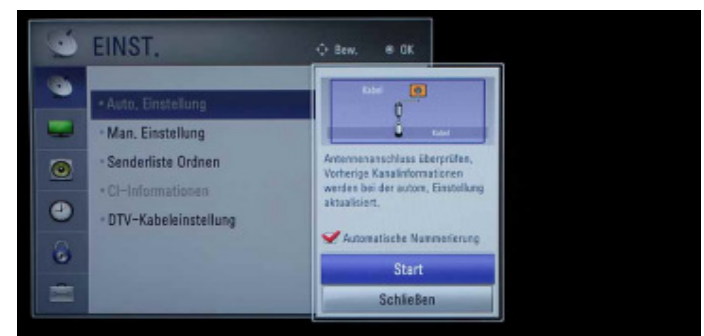 EINST.
Bew. OK
Auto. Einstellung
Man. Einstellung
Senderliste Ordnen
CI-Informationen
DTV-Kabeleinstellung
Kabel
Kabel
Antennenanschluss überprüfen,
Vorherige Kanalinformationen
werden bei der autom. Einstellung
aktualisiert.
Automatische Nummerierung
Start
Schließen